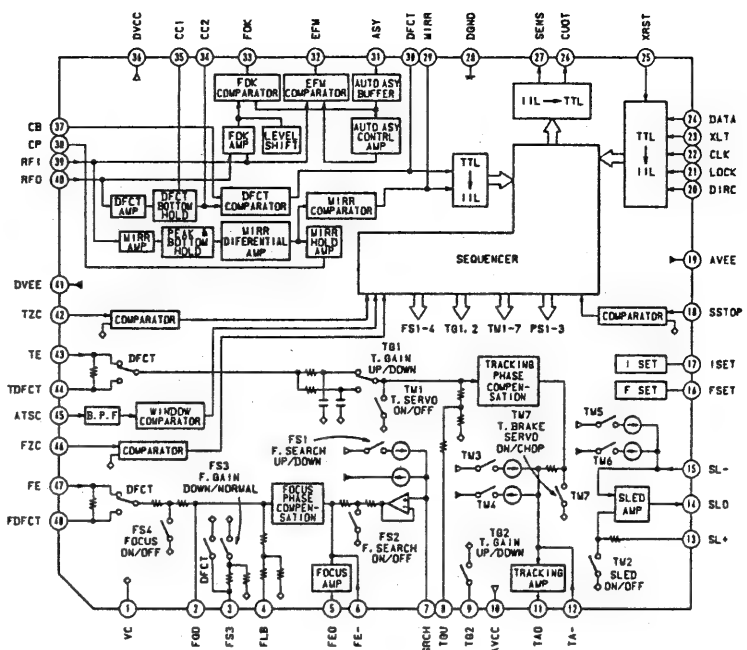 DVCC
CC1
CC2
FOK
EFM
ASY
DFCT
MIRR
DGND
SENS
CUOT
XRST
36
35
34
33
32
31
30
29
28
27
26
25
FOK
COMPARATOR
EFM
COMPARATOR
AUTO ASY
BUFFER
IIL → TTL
CB
37
CP
38
RFI
39
RFO
40
FOK
AMP
LEVEL
SHIFT
AUTO ASY
CONTRL
AMP
TTL
↓
IIL
TTL
↓
IIL
24
DATA
23
XLT
22
CLK
21
LOCK
20
DIRC
DFCT
AMP
DFCT
BOTTOM
HOLD
DFCT
COMPARATOR
MIRR
COMPARATOR
MIRR
AMP
PEAK &
BOTTOM
HOLD
MIRR
DIFERENTIAL
AMP
MIRR
HOLD
AMP
SEQUENCER
19
AVEE
DVEE
41
FS1-4
TG1, 2
TM1-7
PS1-3
TZC
42
COMPARATOR
COMPARATOR
18
SSTOP
TE
43
DFCT
TDFCT
44
TG1
T. GAIN
UP/DOWN
TM1
T. SERVO
ON/OFF
TRACKING
PHASE
COMPEN-
SATION
I SET
17
ISET
F SET
16
FSET
ATSC
45
B.P.F
WINDOW
COMPARATOR
FZC
46
COMPARATOR
FS1
F. SEARCH
UP/DOWN
TM7
T. BRAKE
SERVO
ON/CHOP
TM5
TM6
15
SL-
FS3
F. GAIN
DOWN/NORMAL
TM3
TM4
TM7
FE
47
DFCT
FDFCT
48
FS4
FOCUS
ON/OFF
DFCT
FOCUS
PHASE
COMPEN-
SATION
FS2
F. SEARCH
ON/OFF
TG2
T. GAIN
UP/DOWN
SLED
AMP
14
SLO
13
SL+
TM2
SLED
ON/OFF
FOCUS
AMP
TRACKING
AMP
1
2
3
4
5
6
7
8
9
10
11
12
VC
FGD
FS3
FLB
FEO
FE-
SRCH
TGU
TG2
AVCC
TAO
TA-